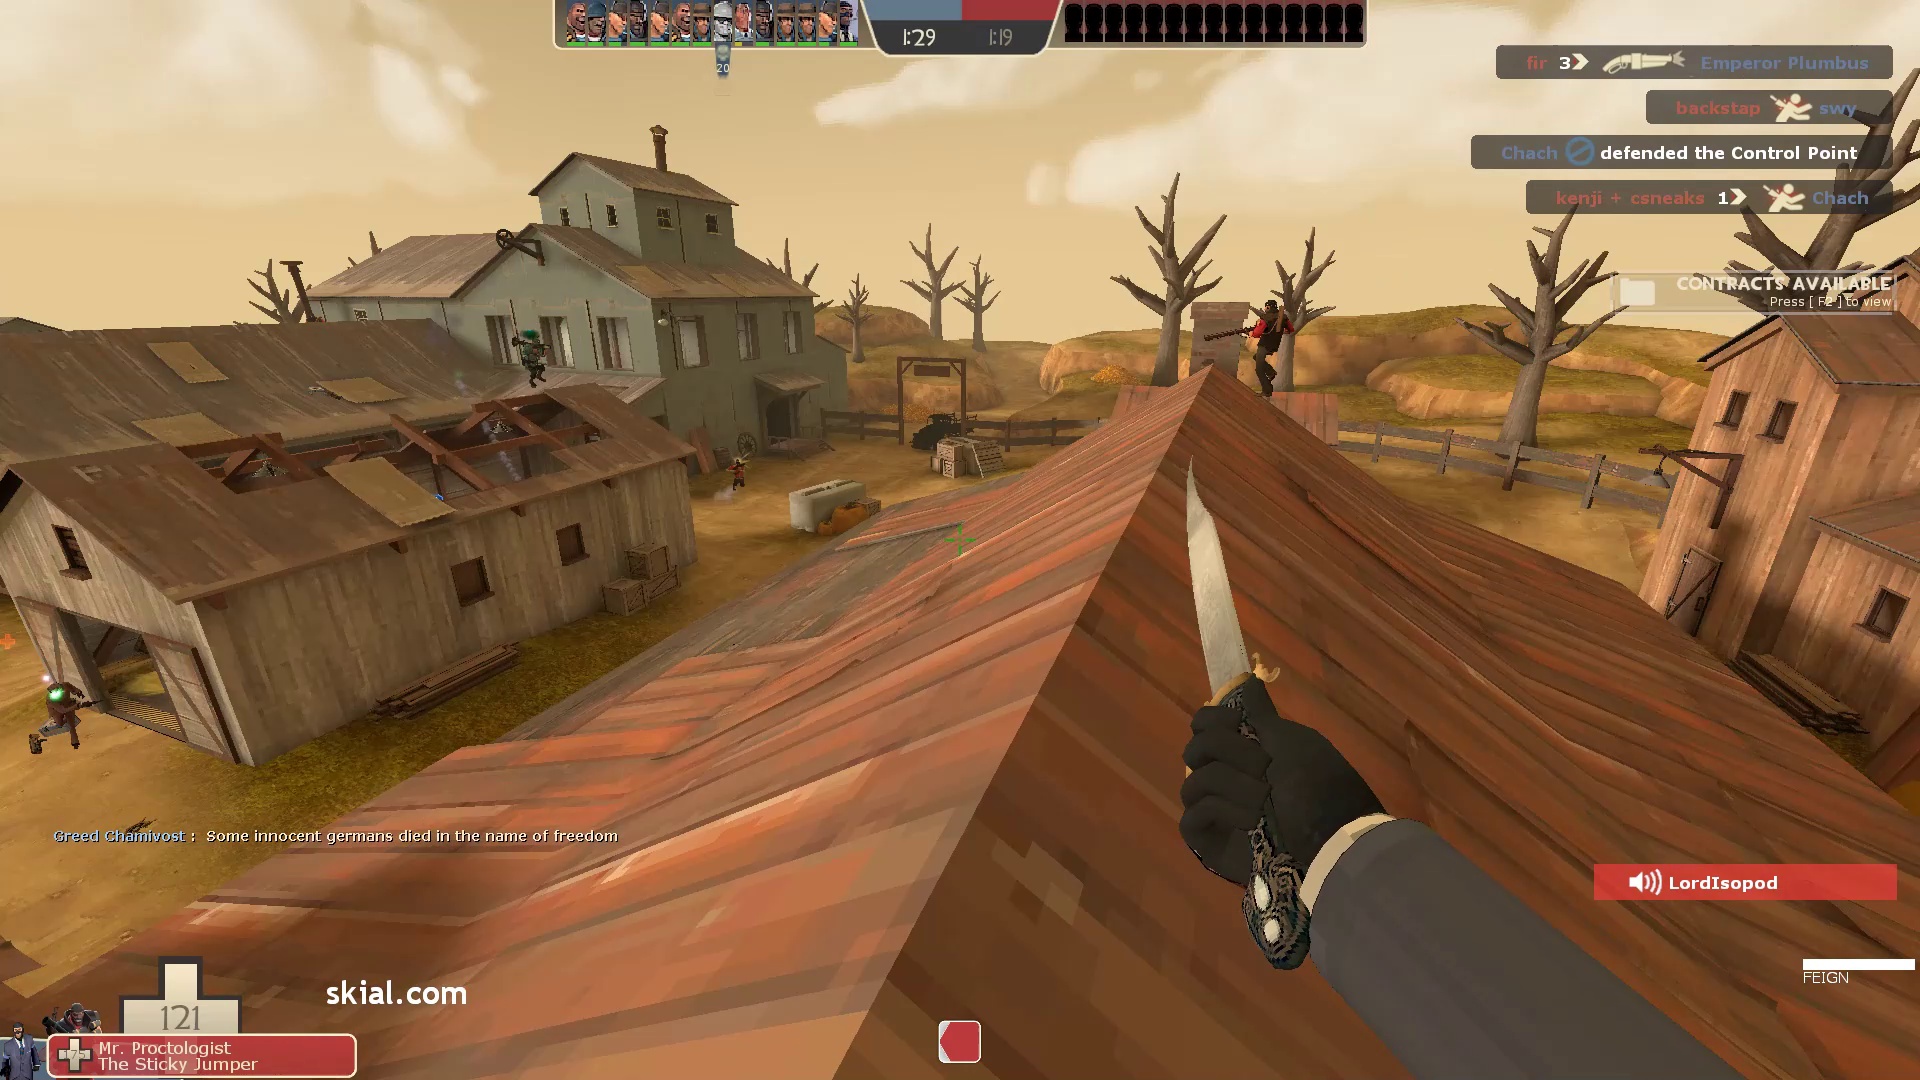 1:29
1:19
20
fir 3 Emperor Plumbus
backstap swy
Chach defended the Control Point
kenji + csneaks 1 Chach
CONTRACTS AVAILABLE
Press [ F2 ] to view
Greed Chamivost : Some innocent germans died in the name of freedom
LordIsopod
FEIGN
skial.com
121
175
Mr. Proctologist
The Sticky Jumper